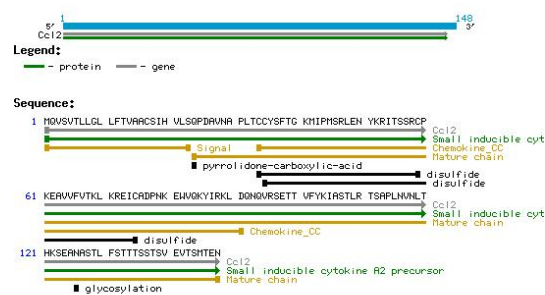 1 148
5' 3'
Ccl2
Legend:
- protein - gene
Sequence:
1 MQVSVTLLGL LFTVAACSIH VLSQPDAVNA PLTCCYSFTG KMIPMSRLEN YKRITSSRCP
Ccl2
Small inducible cyt
Signal Chemokine_CC
Mature chain
pyrrolidone-carboxylic-acid disulfide
disulfide
61 KEAVVFVTKL KREICADPNK EWVQKYIRKL DQNQVRSETT VFYKIASTLR TSAPLNVNLT
Ccl2
Small inducible cyt
Mature chain
Chemokine_CC
disulfide
121 HKSEANASTL FSTTTSSTSV EVTSMTEN
Ccl2
Small inducible cytokine A2 precursor
Mature chain
glycosylation